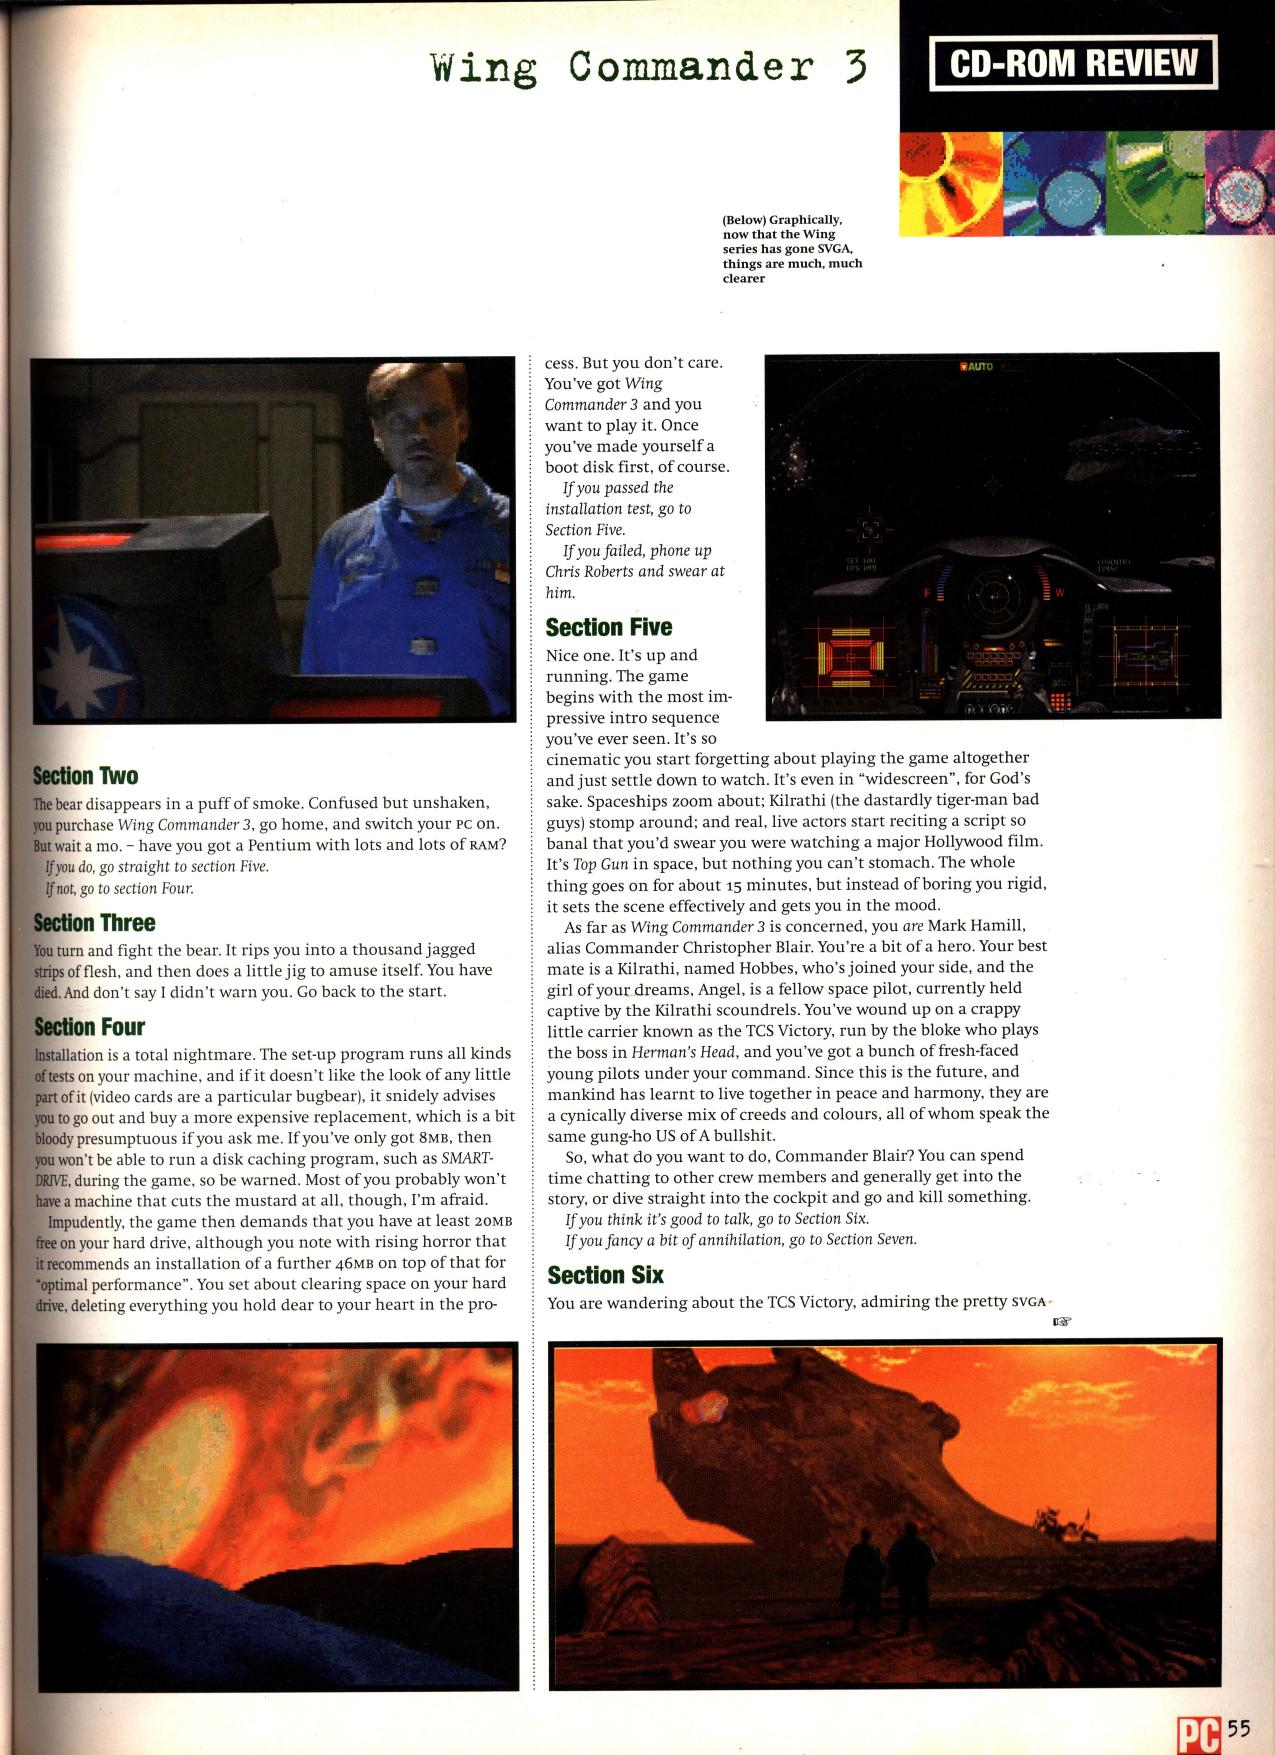 Wing Commander 3
CD-ROM REVIEW
(Below) Graphically,
now that the Wing
series has gone SVGA,
things are much, much
clearer
Section Two
The bear disappears in a puff of smoke. Confused but unshaken,
you purchase Wing Commander 3, go home, and switch your PC on.
But wait a mo. – have you got a Pentium with lots and lots of RAM?
If you do, go straight to section Five.
If not, go to section Four.
Section Three
You turn and fight the bear. It rips you into a thousand jagged
strips of flesh, and then does a little jig to amuse itself. You have
died. And don't say I didn't warn you. Go back to the start.
Section Four
Installation is a total nightmare. The set-up program runs all kinds
of tests on your machine, and if it doesn't like the look of any little
part of it (video cards are a particular bugbear), it snidely advises
you to go out and buy a more expensive replacement, which is a bit
bloody presumptuous if you ask me. If you've only got 8MB, then
you won't be able to run a disk caching program, such as SMART-
DRIVE, during the game, so be warned. Most of you probably won't
have a machine that cuts the mustard at all, though, I'm afraid.
Impudently, the game then demands that you have at least 20MB
free on your hard drive, although you note with rising horror that
it recommends an installation of a further 46MB on top of that for
“optimal performance”. You set about clearing space on your hard
drive, deleting everything you hold dear to your heart in the pro-
cess. But you don't care.
You've got Wing
Commander 3 and you
want to play it. Once
you've made yourself a
boot disk first, of course.
If you passed the
installation test, go to
Section Five.
If you failed, phone up
Chris Roberts and swear at
him.
Section Five
Nice one. It's up and
running. The game
begins with the most im-
pressive intro sequence
you've ever seen. It's so
cinematic you start forgetting about playing the game altogether
and just settle down to watch. It's even in “widescreen”, for God's
sake. Spaceships zoom about; Kilrathi (the dastardly tiger-man bad
guys) stomp around; and real, live actors start reciting a script so
banal that you'd swear you were watching a major Hollywood film.
It's Top Gun in space, but nothing you can't stomach. The whole
thing goes on for about 15 minutes, but instead of boring you rigid,
it sets the scene effectively and gets you in the mood.
As far as Wing Commander 3 is concerned, you are Mark Hamill,
alias Commander Christopher Blair. You're a bit of a hero. Your best
mate is a Kilrathi, named Hobbes, who's joined your side, and the
girl of your dreams, Angel, is a fellow space pilot, currently held
captive by the Kilrathi scoundrels. You've wound up on a crappy
little carrier known as the TCS Victory, run by the bloke who plays
the boss in Herman's Head, and you've got a bunch of fresh-faced
young pilots under your command. Since this is the future, and
mankind has learnt to live together in peace and harmony, they are
a cynically diverse mix of creeds and colours, all of whom speak the
same gung-ho US of A bullshit.
So, what do you want to do, Commander Blair? You can spend
time chatting to other crew members and generally get into the
story, or dive straight into the cockpit and go and kill something.
If you think it's good to talk, go to Section Six.
If you fancy a bit of annihilation, go to Section Seven.
Section Six
You are wandering about the TCS Victory, admiring the pretty SVGA-
AUTO
F
W
PC 55